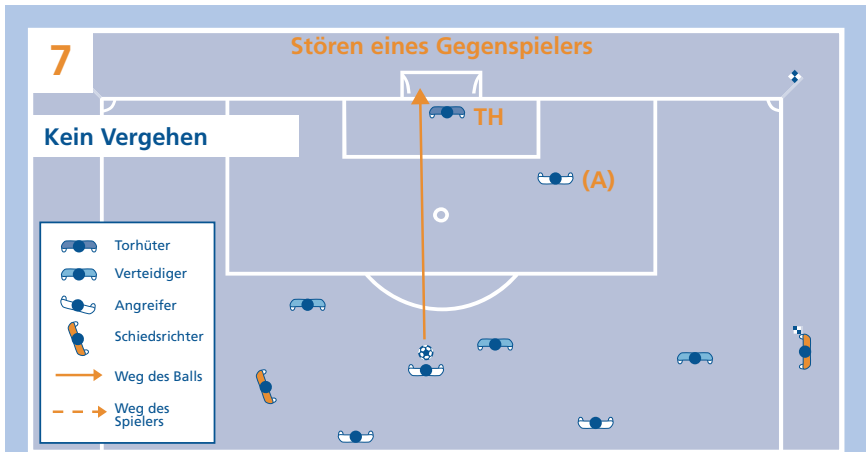 7
Stören eines Gegenspielers
TH
Kein Vergehen
(A)
Torhüter
Verteidiger
Angreifer
Schiedsrichter
Weg des Balls
Weg des
Spielers